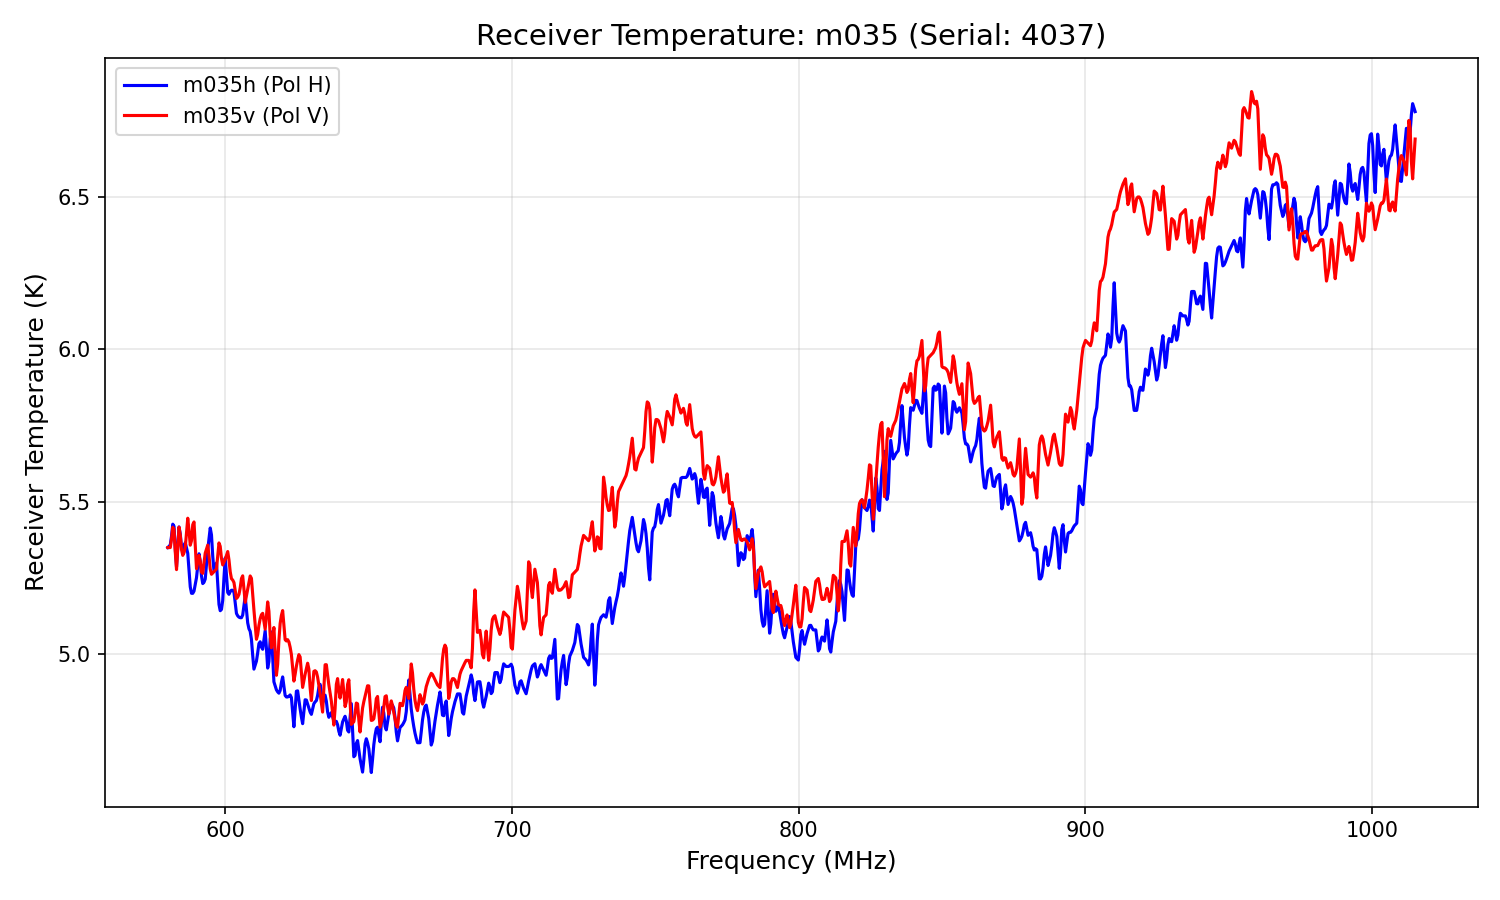 Receiver Temperature: m035 (Serial: 4037)
m035h (Pol H)
m035v (Pol V)
Receiver Temperature (K)
6.5
6.0
5.5
5.0
600 700 800 900 1000
Frequency (MHz)